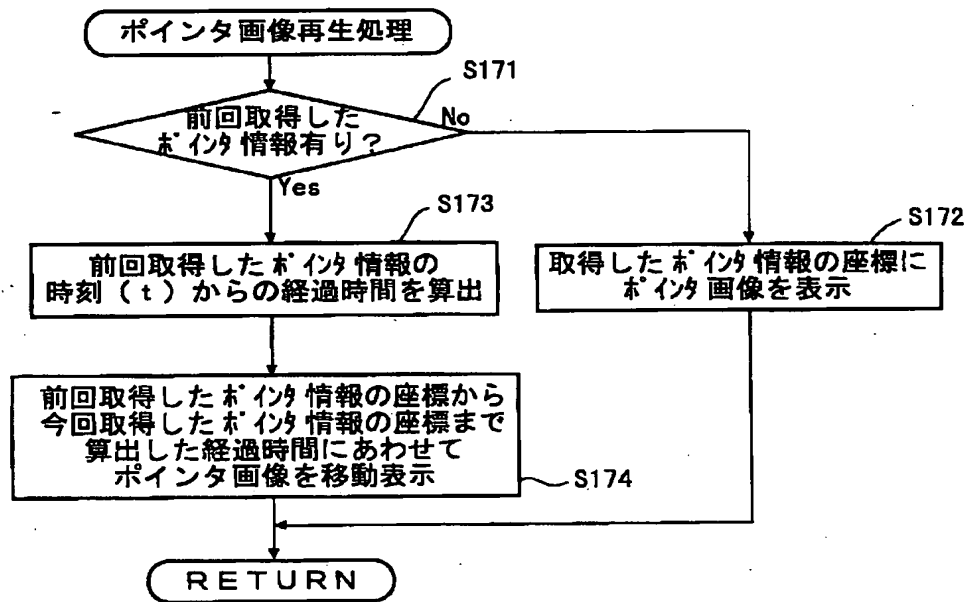 ポインタ画像再生処理
S171
前回取得した
ポインタ情報有り?
No
Yes
S173
前回取得したポインタ情報の
時刻(t)からの経過時間を算出
S172
取得したポインタ情報の座標に
ポインタ画像を表示
前回取得したポインタ情報の座標から
今回取得したポインタ情報の座標まで
算出した経過時間にあわせて
ポインタ画像を移動表示
S174
RETURN